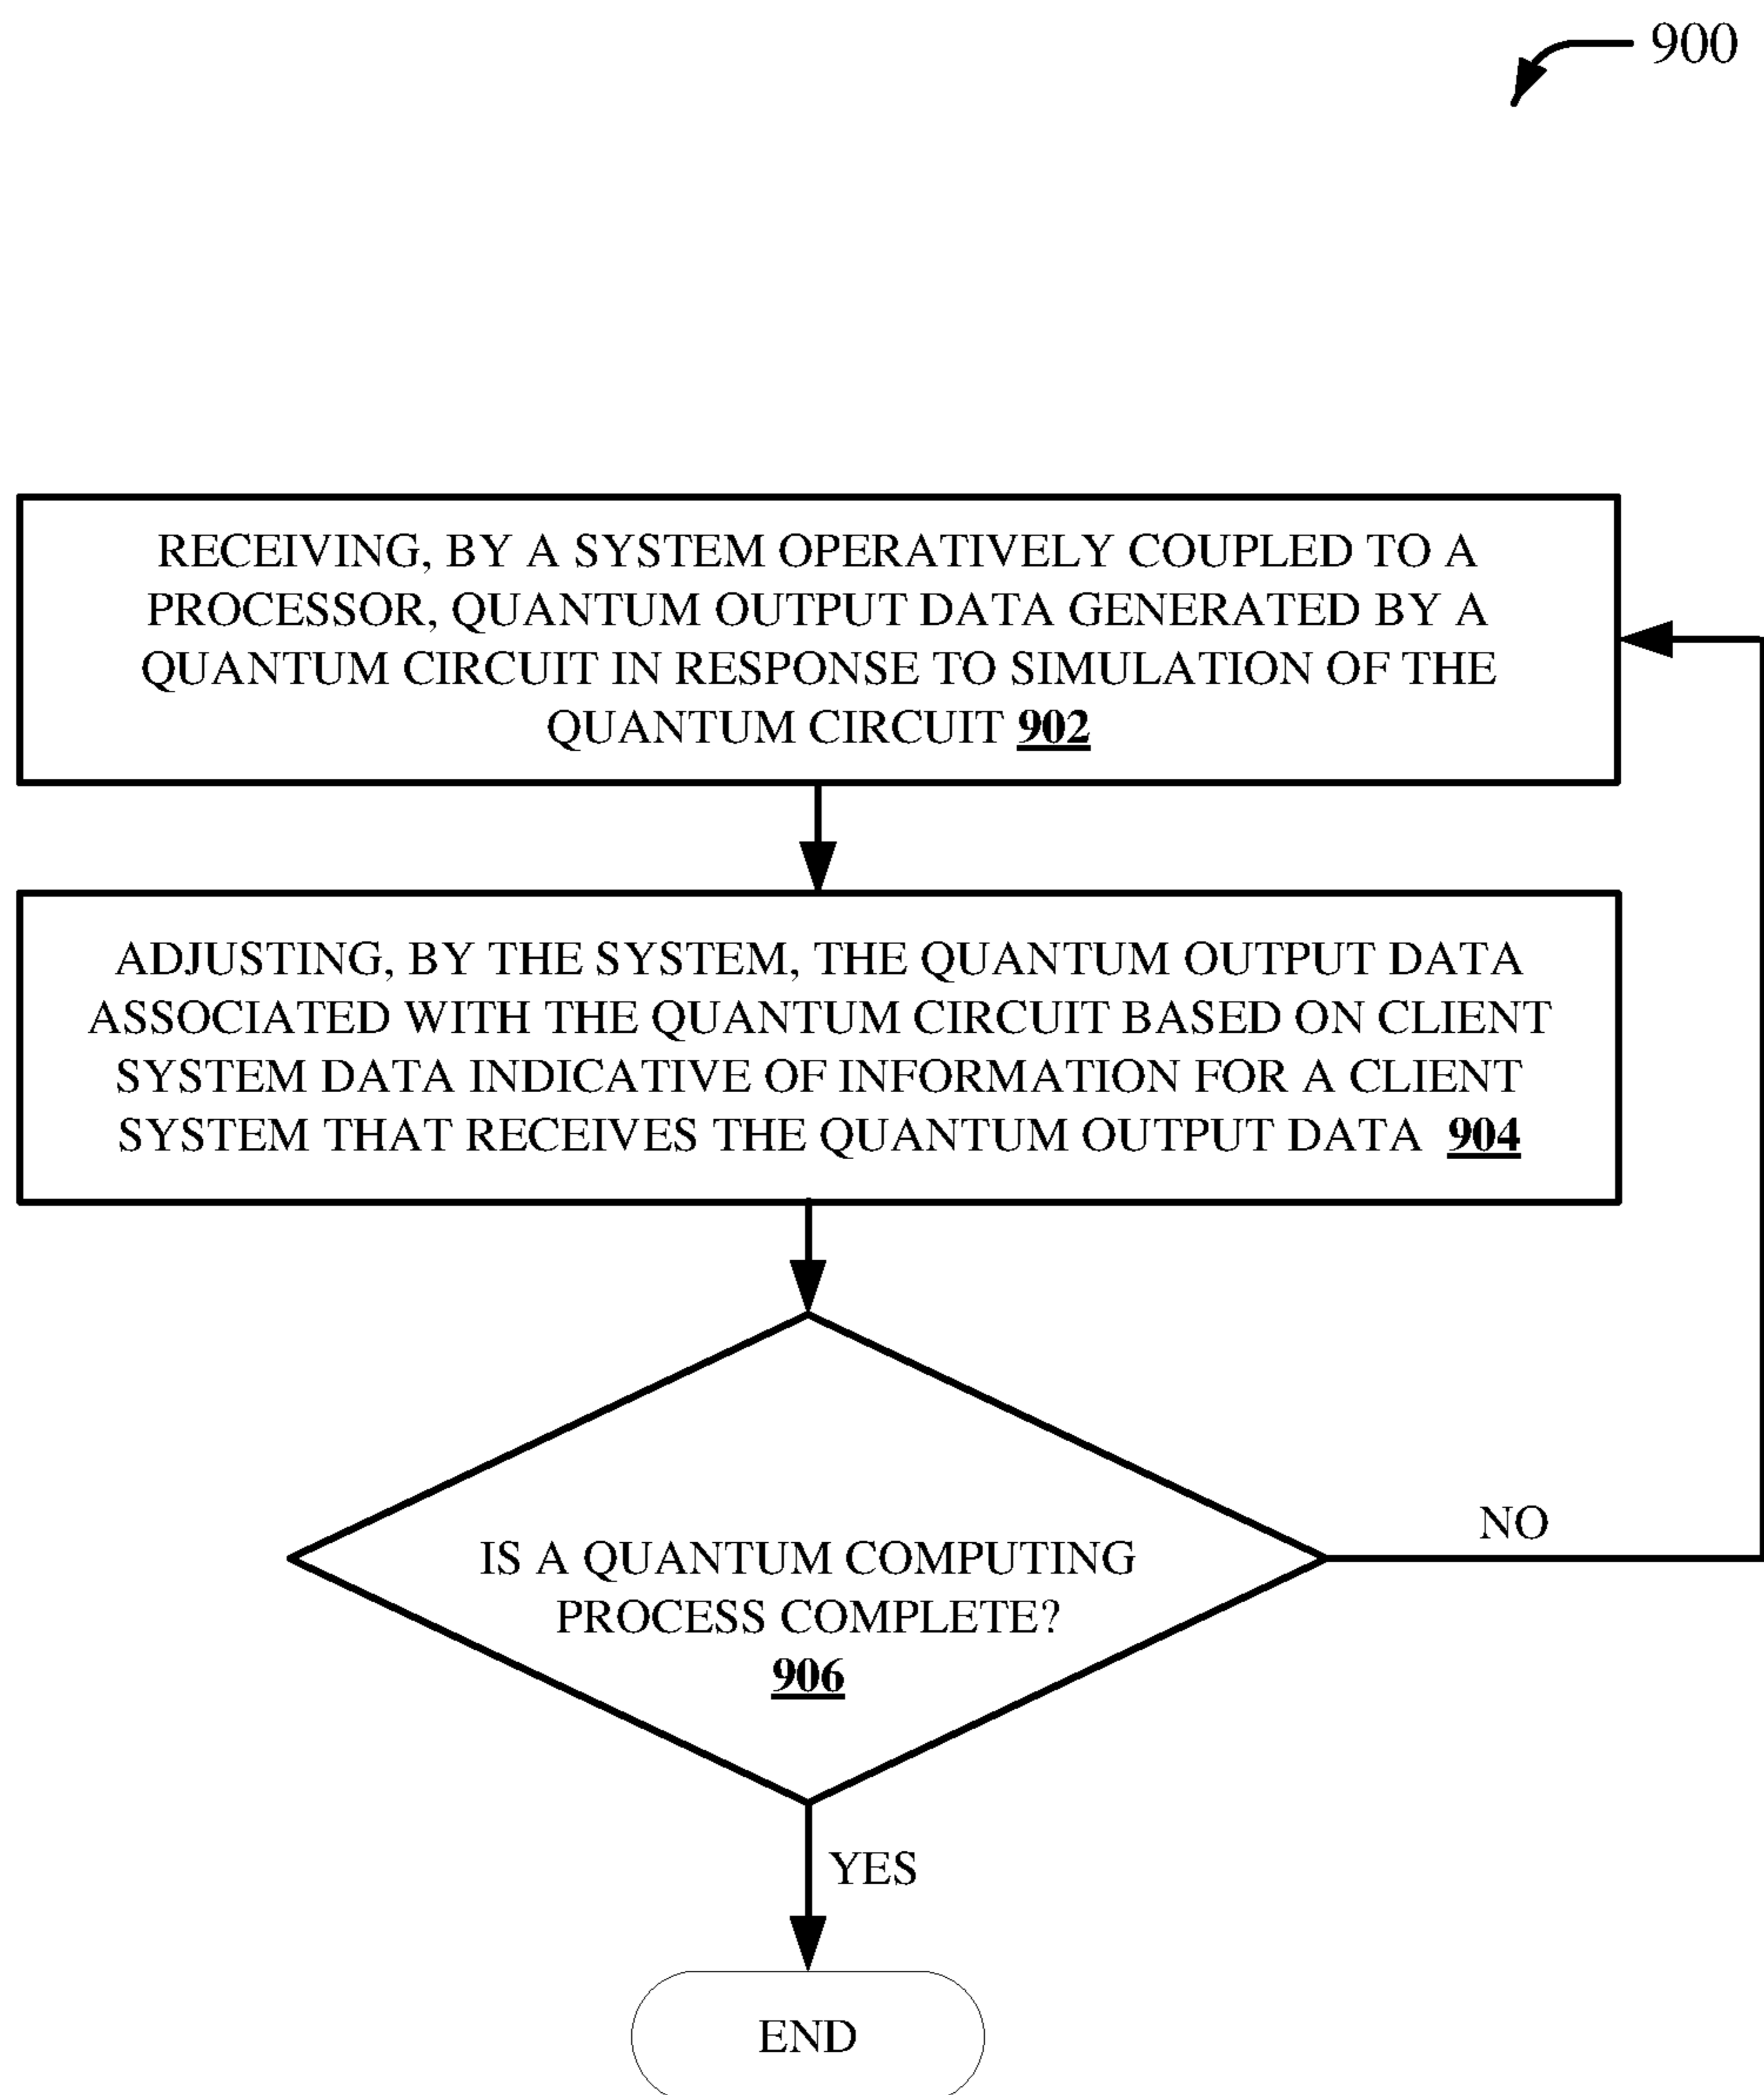 900
RECEIVING, BY A SYSTEM OPERATIVELY COUPLED TO A
PROCESSOR, QUANTUM OUTPUT DATA GENERATED BY A
QUANTUM CIRCUIT IN RESPONSE TO SIMULATION OF THE
QUANTUM CIRCUIT 902
ADJUSTING, BY THE SYSTEM, THE QUANTUM OUTPUT DATA
ASSOCIATED WITH THE QUANTUM CIRCUIT BASED ON CLIENT
SYSTEM DATA INDICATIVE OF INFORMATION FOR A CLIENT
SYSTEM THAT RECEIVES THE QUANTUM OUTPUT DATA 904
NO
IS A QUANTUM COMPUTING
PROCESS COMPLETE?
906
YES
END